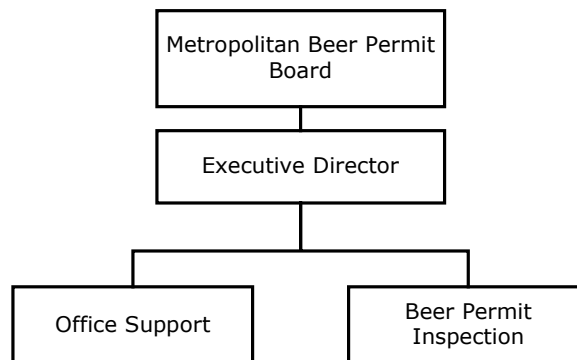 Metropolitan Beer Permit
Board
Executive Director
Office Support
Beer Permit
Inspection